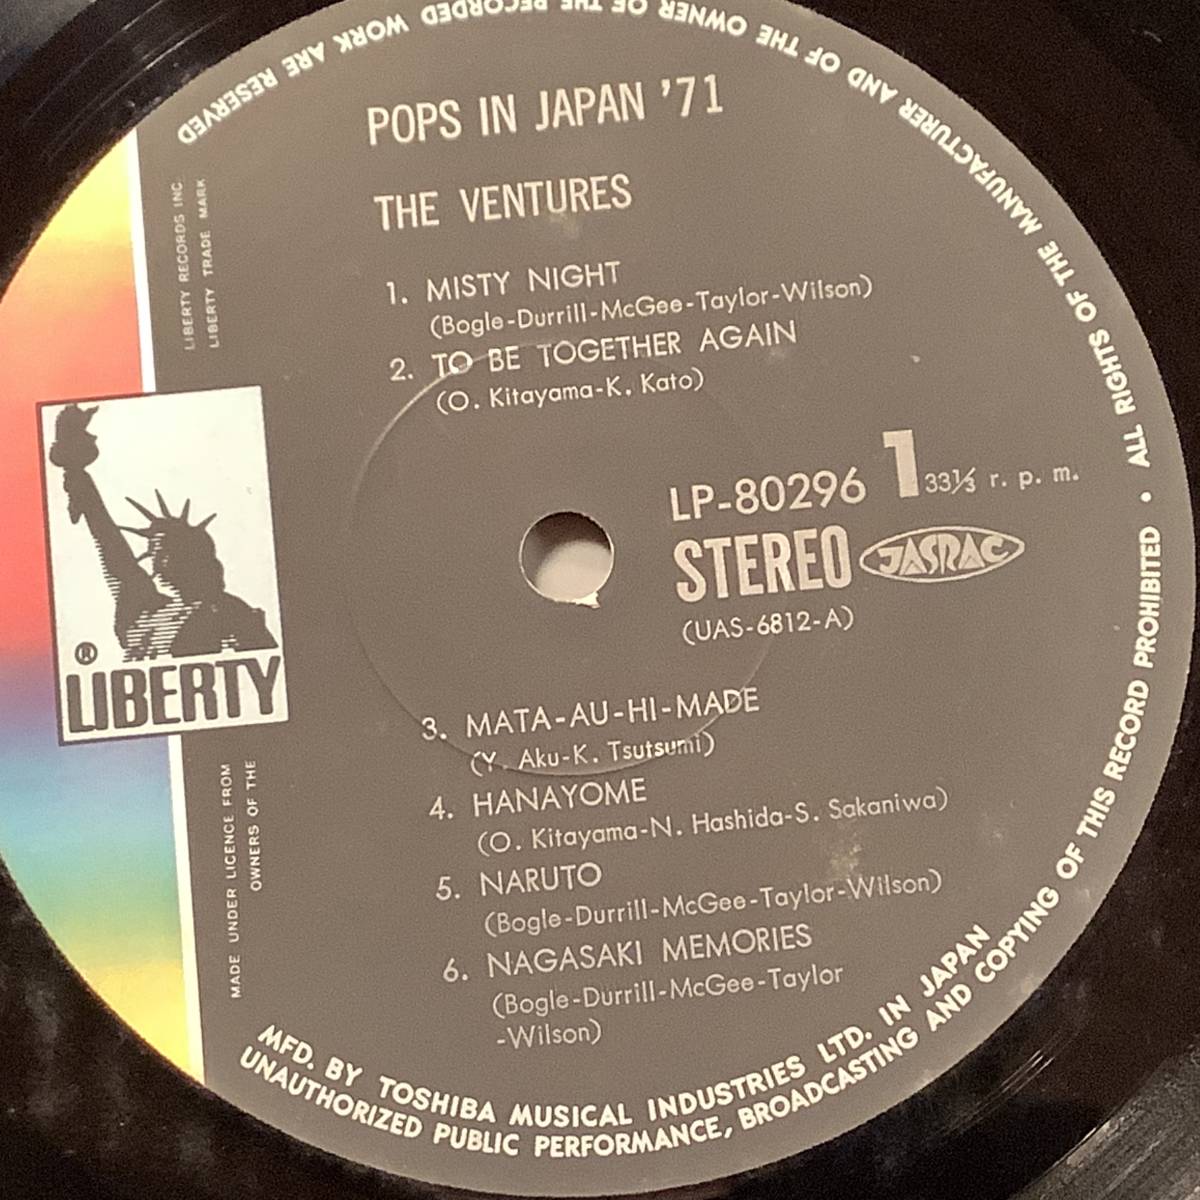 POPS IN JAPAN '71
THE VENTURES
1. MISTY NIGHT
(Bogle-Durrill-McGee-Taylor-Wilson)
2. TO BE TOGETHER AGAIN
(O. Kitayama-K. Kato)
LP-80296 1 33⅓ r. p. m.
STEREO JASRAC
(UAS-6812-A)
3. MATA-AU-HI-MADE
(Y. Aku-K. Tsutsumi)
4. HANAYOME
(O. Kitayama-N. Hashida-S. Sakaniwa)
5. NARUTO
(Bogle-Durrill-McGee-Taylor-Wilson)
6. NAGASAKI MEMORIES
(Bogle-Durrill-McGee-Taylor
-Wilson)
LIBERTY RECORDS INC.
LIBERTY TRADE MARK
® LIBERTY
MADE UNDER LICENCE FROM
OWNERS OF THE
MFD. BY TOSHIBA MUSICAL INDUSTRIES LTD. IN JAPAN
• ALL RIGHTS OF THE MANUFACTURER AND OF THE OWNER OF THE RECORDED WORK ARE RESERVED
UNAUTHORIZED PUBLIC PERFORMANCE, BROADCASTING AND COPYING OF THIS RECORD PROHIBITED